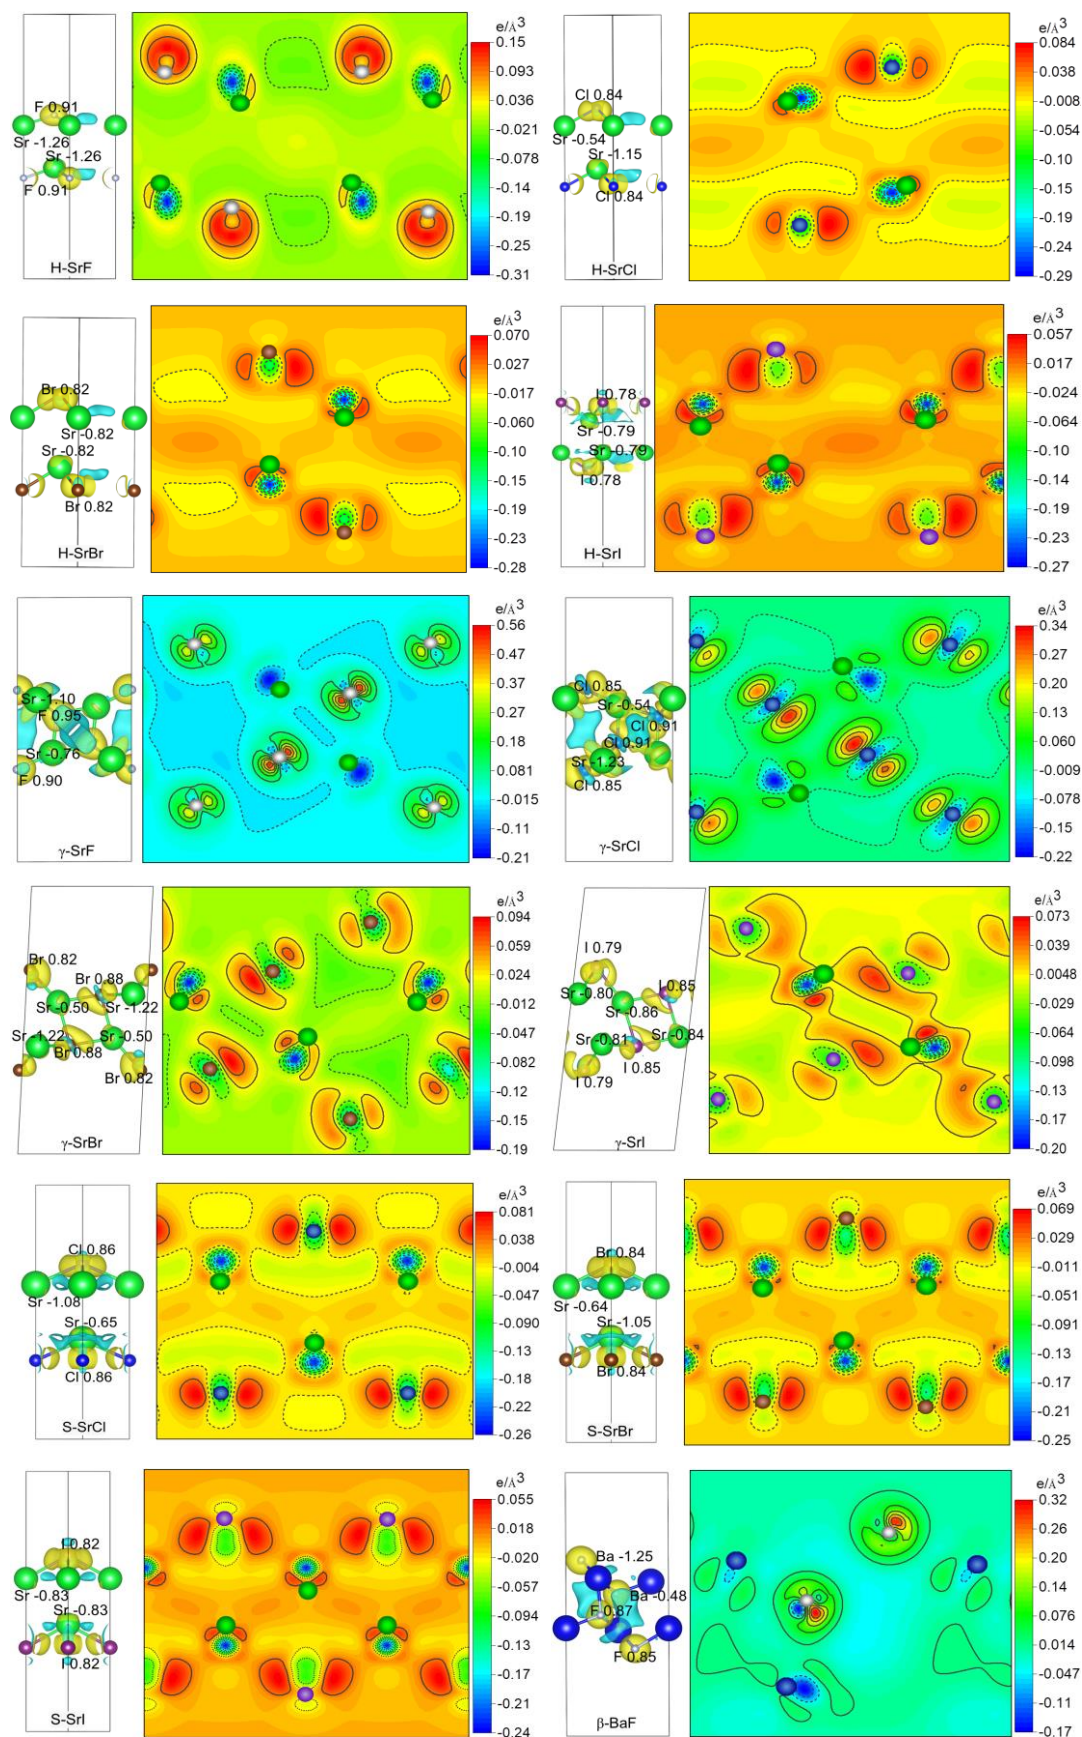 e/Å3
0.15
0.093
0.036
-0.021
-0.078
-0.14
-0.19
-0.25
-0.31
F 0.91
Sr -1.26
Sr -1.26
F 0.91
H-SrF
e/Å3
0.084
0.038
-0.008
-0.054
-0.10
-0.15
-0.19
-0.24
-0.29
Cl 0.84
Sr -0.54
Sr -1.15
Cl 0.84
H-SrCl
e/Å3
0.070
0.027
-0.017
-0.060
-0.10
-0.15
-0.19
-0.23
-0.28
Br 0.82
Sr -0.82
Sr -0.82
Br 0.82
H-SrBr
e/Å3
0.057
0.017
-0.024
-0.064
-0.10
-0.15
-0.19
-0.23
-0.27
I 0.78
Sr -0.79
Sr -0.79
I 0.78
H-SrI
e/Å3
0.56
0.47
0.37
0.27
0.18
0.081
-0.015
-0.11
-0.21
Sr -1.10
F 0.95
Sr -0.76
F 0.90
γ-SrF
e/Å3
0.34
0.27
0.20
0.13
0.060
-0.009
-0.078
-0.15
-0.22
Cl 0.85
Sr -0.54
Cl 0.91
Cl 0.91
Sr -1.23
Cl 0.85
γ-SrCl
e/Å3
0.094
0.059
0.024
-0.012
-0.047
-0.082
-0.12
-0.15
-0.19
Br 0.82
Br 0.88
Sr -0.50
Sr -1.22
Sr -1.22
Sr -0.50
Br 0.88
Br 0.82
γ-SrBr
e/Å3
0.073
0.039
0.0048
-0.029
-0.064
-0.098
-0.13
-0.17
-0.20
I 0.79
I 0.85
Sr -0.80
Sr -0.86
Sr -0.81
Sr -0.84
I 0.85
I 0.79
γ-SrI
e/Å3
0.081
0.038
-0.004
-0.047
-0.090
-0.13
-0.18
-0.22
-0.26
Cl 0.86
Sr -1.08
Sr -0.65
Cl 0.86
S-SrCl
e/Å3
0.069
0.029
-0.011
-0.051
-0.091
-0.13
-0.17
-0.21
-0.25
Br 0.84
Sr -0.64
Sr -1.05
Br 0.84
S-SrBr
e/Å3
0.055
0.018
-0.020
-0.057
-0.094
-0.13
-0.17
-0.21
-0.24
I 0.82
Sr -0.83
Sr -0.83
I 0.82
S-SrI
e/Å3
0.32
0.26
0.20
0.14
0.076
0.014
-0.047
-0.11
-0.17
Ba -1.25
Ba -0.48
F 0.87
F 0.85
β-BaF